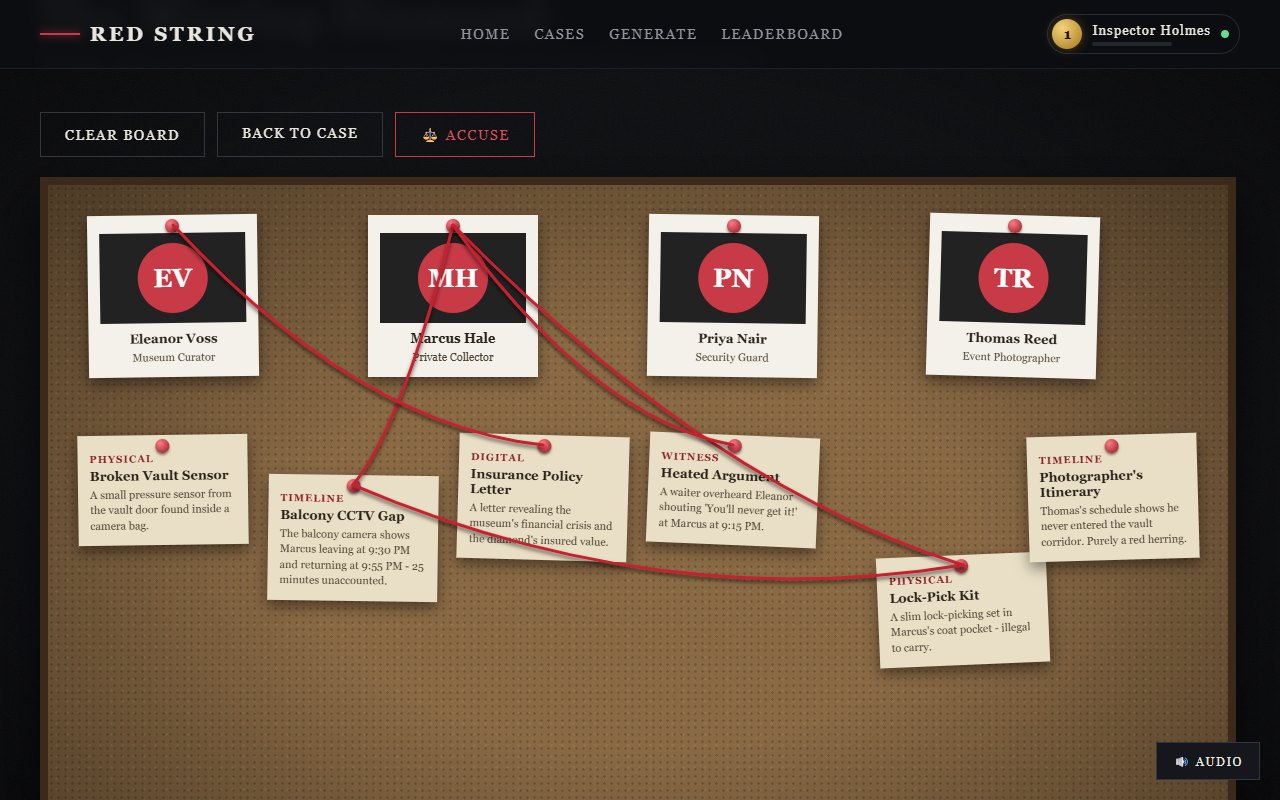 RED STRING
HOME CASES GENERATE LEADERBOARD
1 Inspector Holmes
CLEAR BOARD
BACK TO CASE
ACCUSE
EV
Eleanor Voss
Museum Curator
MH
Marcus Hale
Private Collector
PN
Priya Nair
Security Guard
TR
Thomas Reed
Event Photographer
PHYSICAL
Broken Vault Sensor
A small pressure sensor from
the vault door found inside a
camera bag.
TIMELINE
Balcony CCTV Gap
The balcony camera shows
Marcus leaving at 9:30 PM
and returning at 9:55 PM - 25
minutes unaccounted.
DIGITAL
Insurance Policy
Letter
A letter revealing the
museum's financial crisis and
the diamond's insured value.
WITNESS
Heated Argument
A waiter overheard Eleanor
shouting 'You'll never get it!'
at Marcus at 9:15 PM.
PHYSICAL
Lock-Pick Kit
A slim lock-picking set in
Marcus's coat pocket - illegal
to carry.
TIMELINE
Photographer's
Itinerary
Thomas's schedule shows he
never entered the vault
corridor. Purely a red herring.
AUDIO